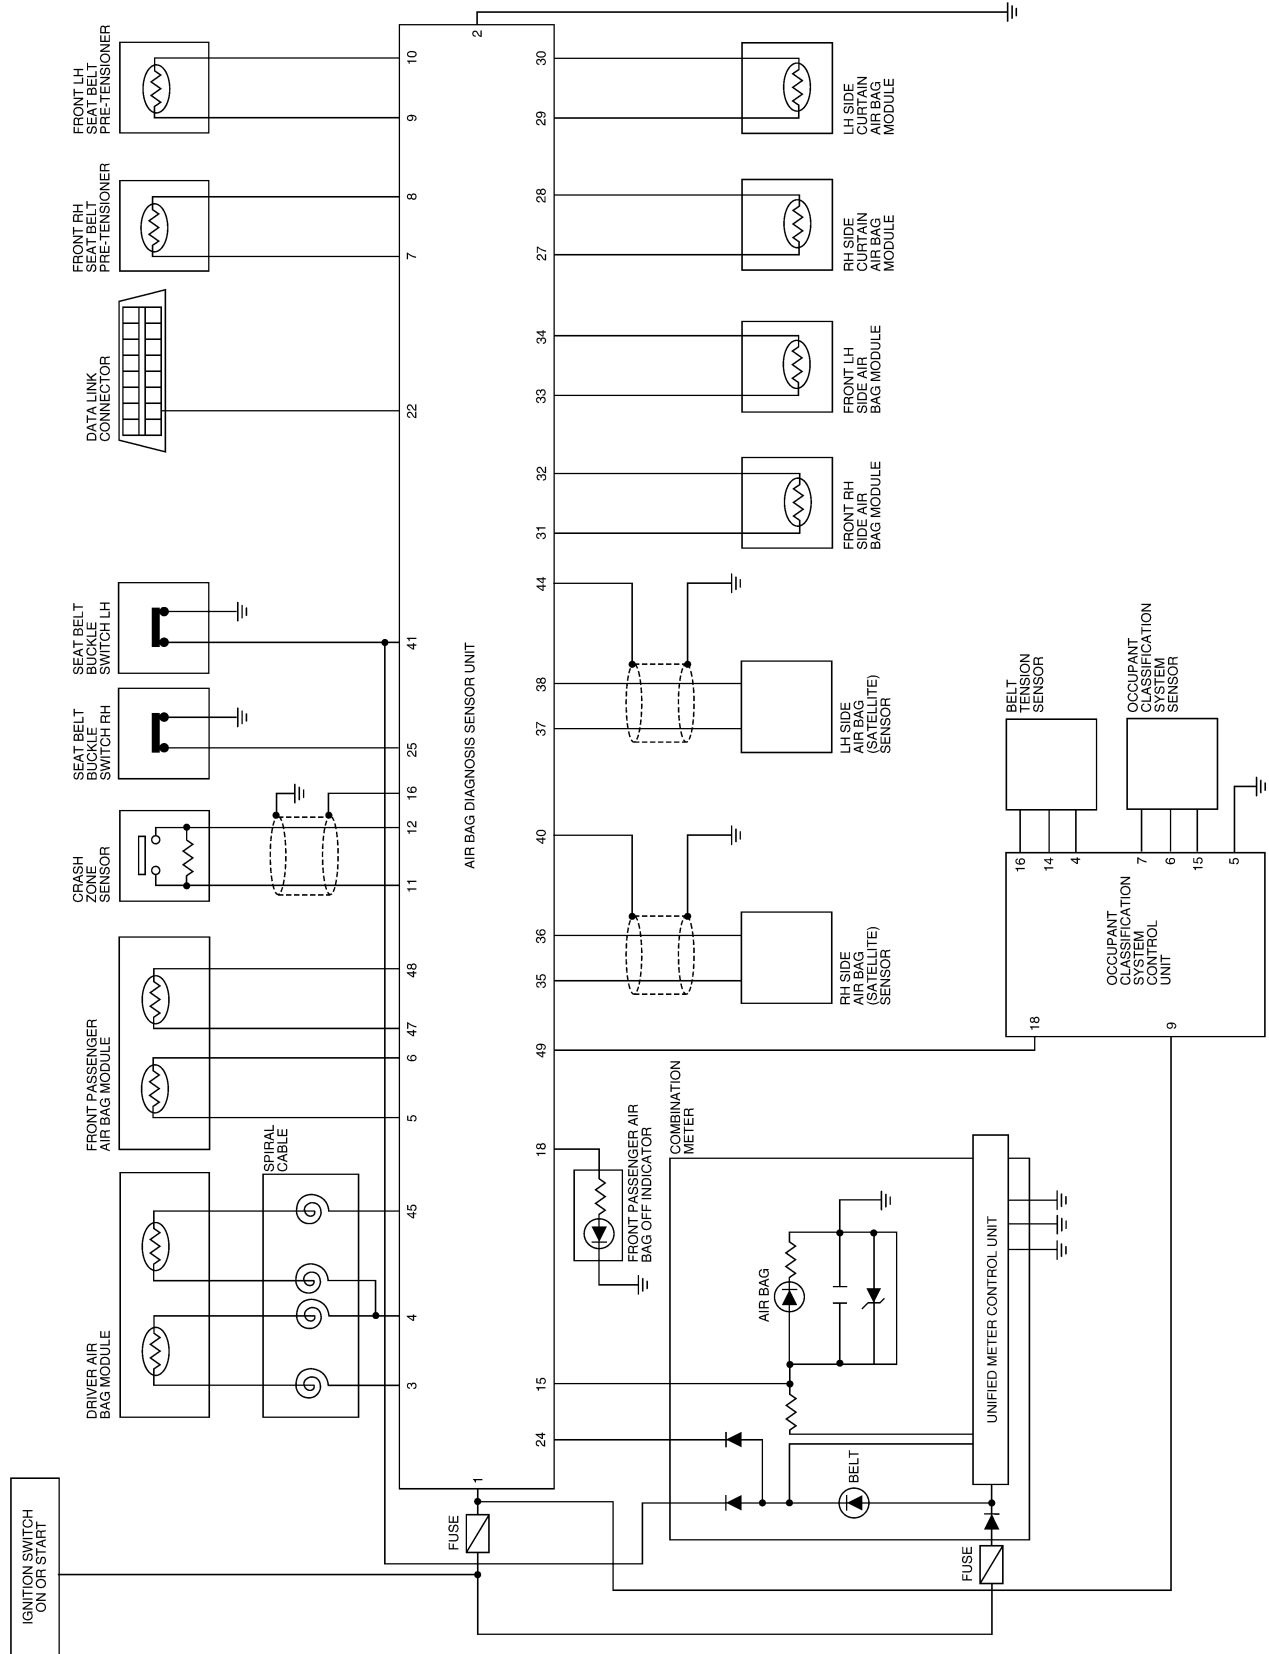 IGNITION SWITCH
ON OR START
DRIVER AIR
BAG MODULE
FRONT PASSENGER
AIR BAG MODULE
CRASH
ZONE
SENSOR
SEAT BELT
BUCKLE
SWITCH RH
SEAT BELT
BUCKLE
SWITCH LH
DATA LINK
CONNECTOR
FRONT RH
SEAT BELT
PRE-TENSIONER
FRONT LH
SEAT BELT
PRE-TENSIONER
SPIRAL
CABLE
FUSE
1
3
4
45
5
6
47
48
11
12
16
25
41
22
7
8
9
10
2
AIR BAG DIAGNOSIS SENSOR UNIT
24
15
18
49
35
36
40
37
38
44
31
32
33
34
27
28
29
30
FRONT PASSENGER AIR
BAG OFF INDICATOR
COMBINATION
METER
AIR BAG
BELT
UNIFIED METER CONTROL UNIT
FUSE
RH SIDE
AIR BAG
(SATELLITE)
SENSOR
LH SIDE
AIR BAG
(SATELLITE)
SENSOR
FRONT RH
SIDE AIR
BAG MODULE
FRONT LH
SIDE AIR
BAG MODULE
RH SIDE
CURTAIN
AIR BAG
MODULE
LH SIDE
CURTAIN
AIR BAG
MODULE
BELT
TENSION
SENSOR
OCCUPANT
CLASSIFICATION
SYSTEM
SENSOR
16
14
4
7
6
15
5
OCCUPANT
CLASSIFICATION
SYSTEM
CONTROL
UNIT
18
9